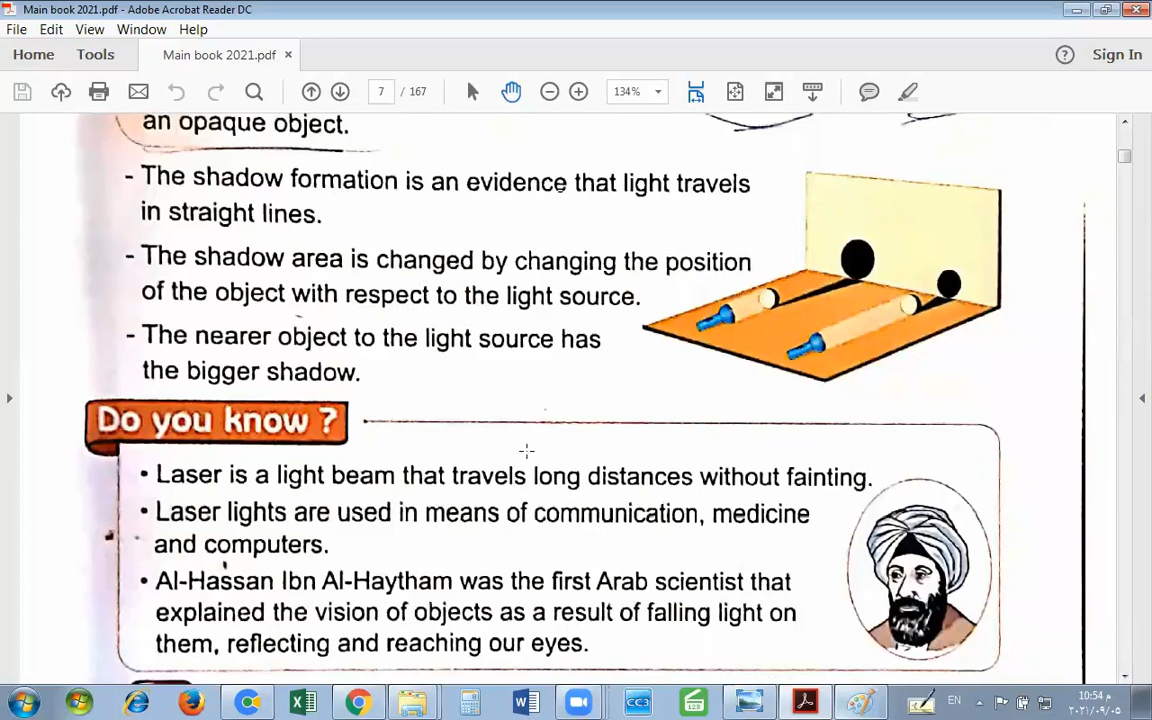 Main book 2021.pdf - Adobe Acrobat Reader DC
File Edit View Window Help
Home Tools Main book 2021.pdf × Sign In
7 / 167 134%
an opaque object.
- The shadow formation is an evidence that light travels
in straight lines.
- The shadow area is changed by changing the position
of the object with respect to the light source.
- The nearer object to the light source has
the bigger shadow.
Do you know ?
• Laser is a light beam that travels long distances without fainting.
• Laser lights are used in means of communication, medicine
and computers.
• Al-Hassan Ibn Al-Haytham was the first Arab scientist that
explained the vision of objects as a result of falling light on
them, reflecting and reaching our eyes.
CC3 123 EN 10:54 م
٢٠٢١/٠٩/٠٥